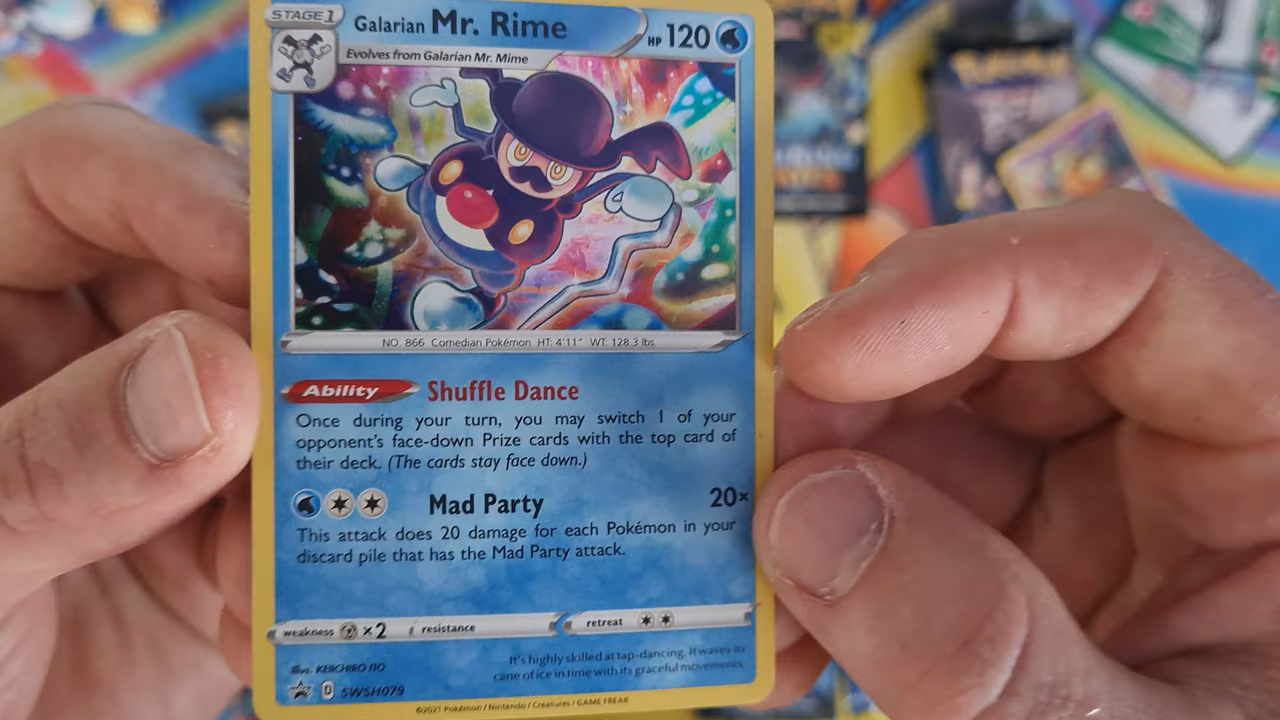 STAGE 1
Galarian Mr. Rime
HP 120
Evolves from Galarian Mr. Mime
NO. 866 Comedian Pokémon HT: 4'11" WT: 128.3 lbs.
Ability Shuffle Dance
Once during your turn, you may switch 1 of your
opponent's face-down Prize cards with the top card of
their deck. (The cards stay face down.)
Mad Party 20×
This attack does 20 damage for each Pokémon in your
discard pile that has the Mad Party attack.
weakness ×2 resistance retreat
Illus. KEIICHIRO ITO
It's highly skilled at tap-dancing. It waves its
cane of ice in time with its graceful movements.
D SWSH079
©2021 Pokémon / Nintendo / Creatures / GAME FREAK